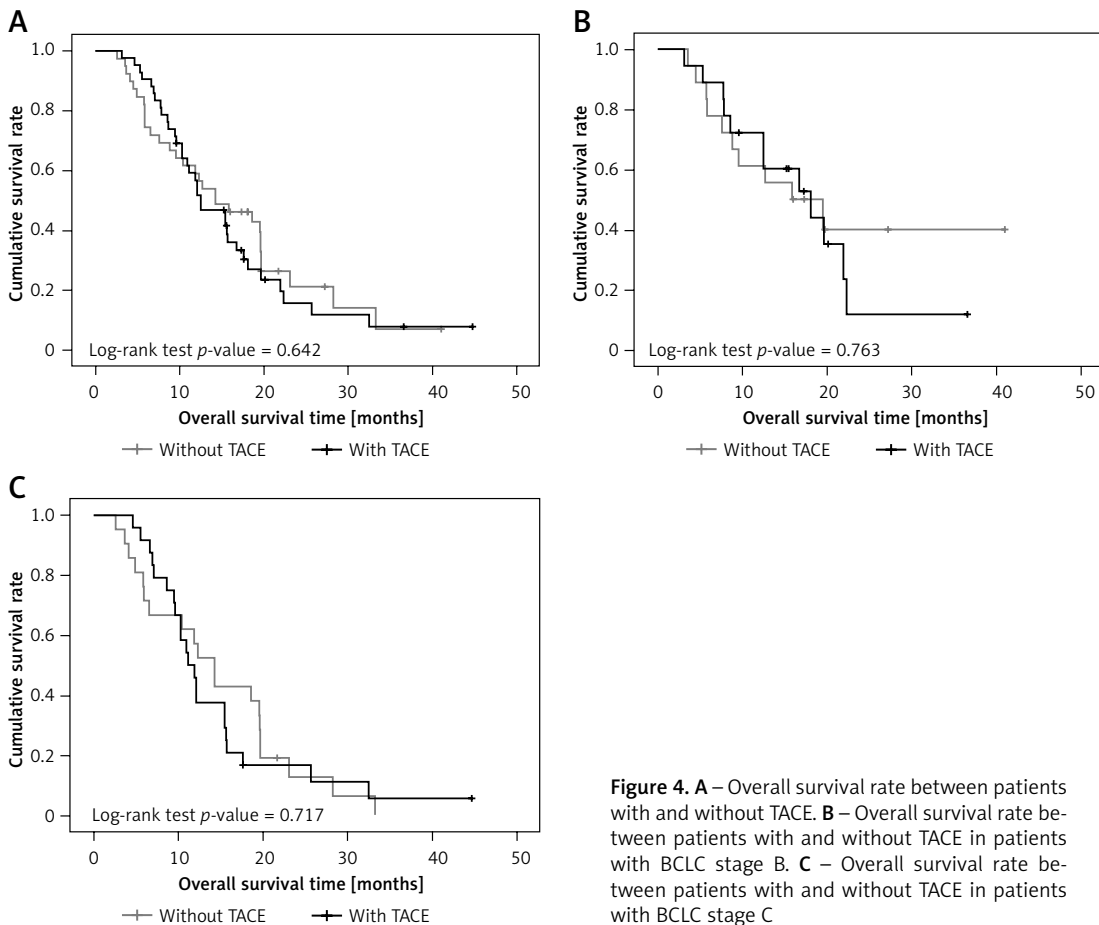 A
Cumulative survival rate
1.0
0.8
0.6
0.4
0.2
0
Log-rank test p-value = 0.642
0 10 20 30 40 50
Overall survival time [months]
Without TACE With TACE
B
Cumulative survival rate
1.0
0.8
0.6
0.4
0.2
0
Log-rank test p-value = 0.763
0 10 20 30 40 50
Overall survival time [months]
Without TACE With TACE
C
Cumulative survival rate
1.0
0.8
0.6
0.4
0.2
0
Log-rank test p-value = 0.717
0 10 20 30 40 50
Overall survival time [months]
Without TACE With TACE
Figure 4. A – Overall survival rate between patients
with and without TACE. B – Overall survival rate be-
tween patients with and without TACE in patients
with BCLC stage B. C – Overall survival rate be-
tween patients with and without TACE in patients
with BCLC stage C